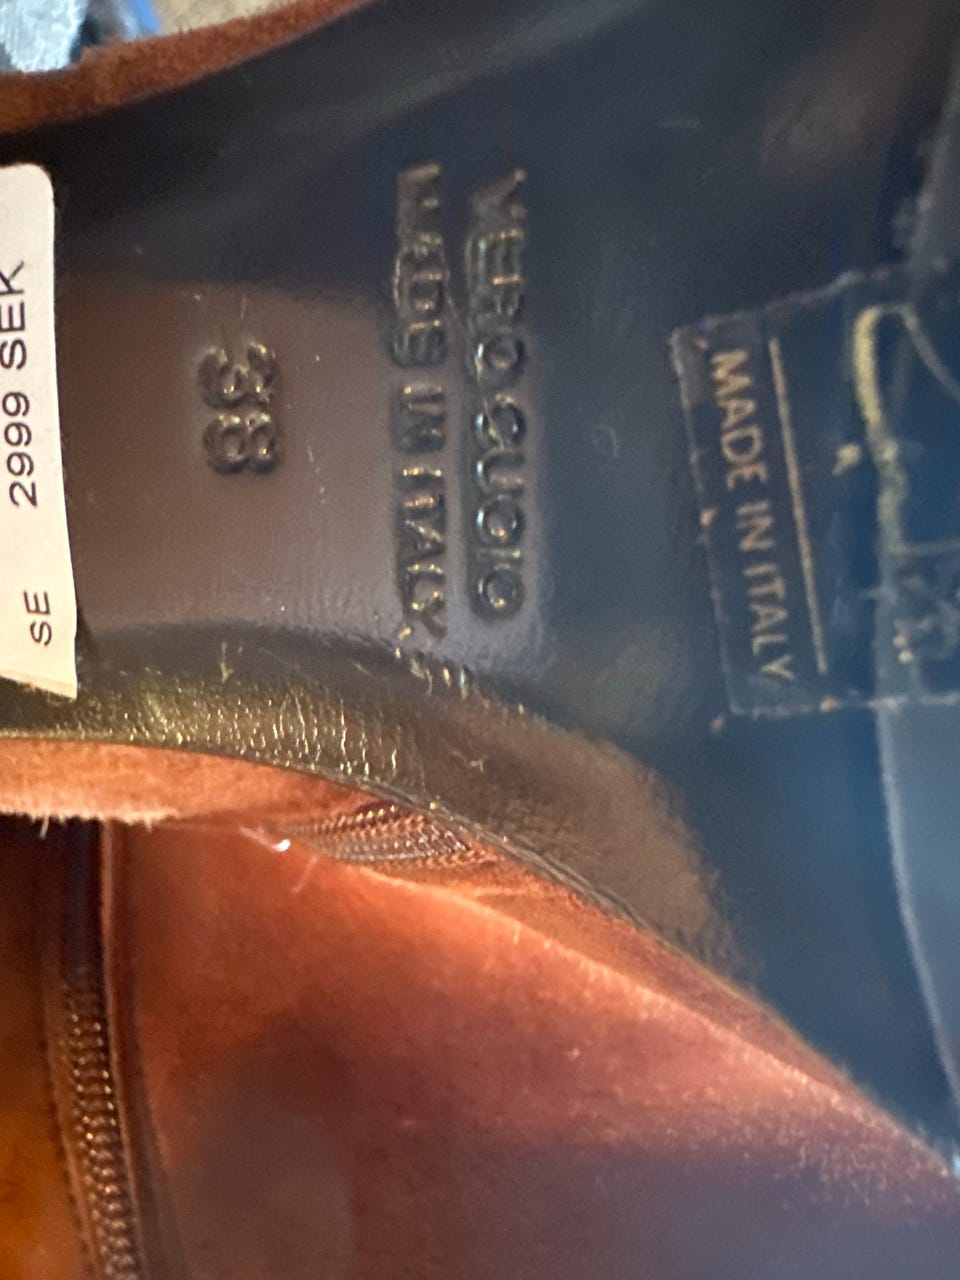 SE 2999 SEK
38
VERO CUOIO
MADE IN ITALY
MADE IN ITALY